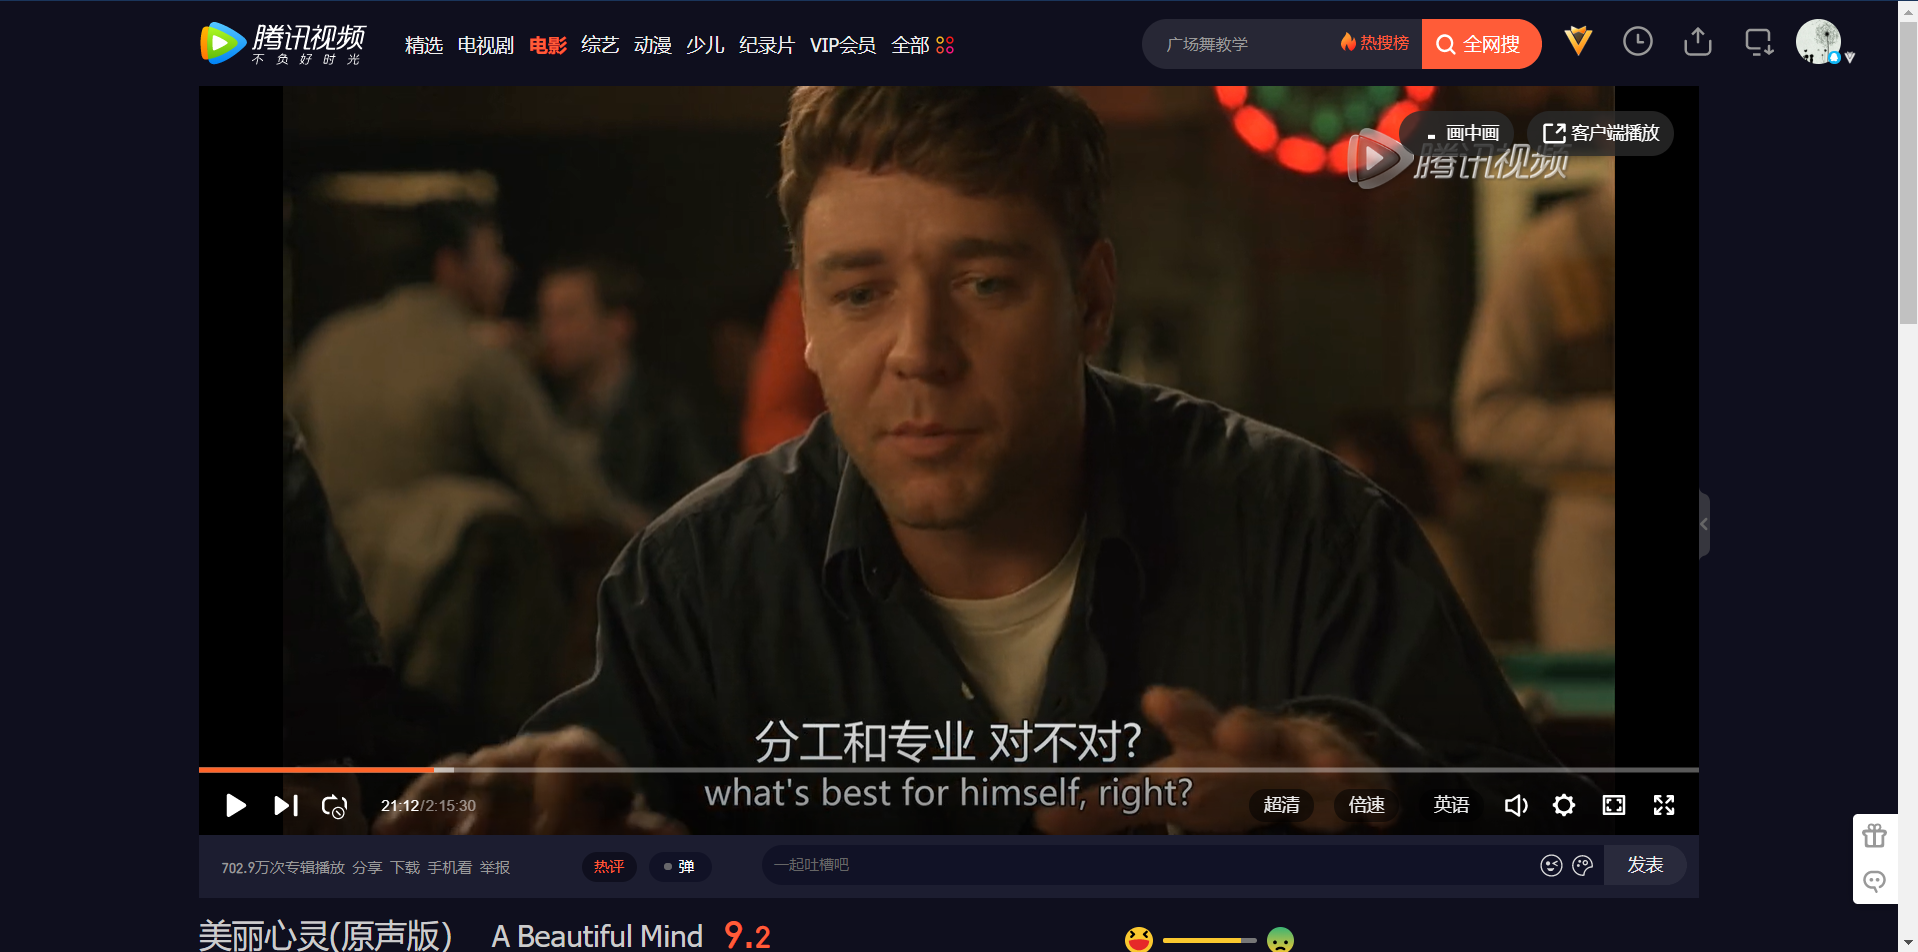 腾讯视频
不负好时光
精选 电视剧 电影 综艺 动漫 少儿 纪录片 VIP会员 全部
广场舞教学 热搜榜 全网搜
画中画 客户端播放
腾讯视频
分工和专业 对不对?
what's best for himself, right?
21:12/2:15:30 超清 倍速 英语
702.9万次专辑播放 分享 下载 手机看 举报 热评 弹 一起吐槽吧 发表
美丽心灵(原声版) A Beautiful Mind 9.2